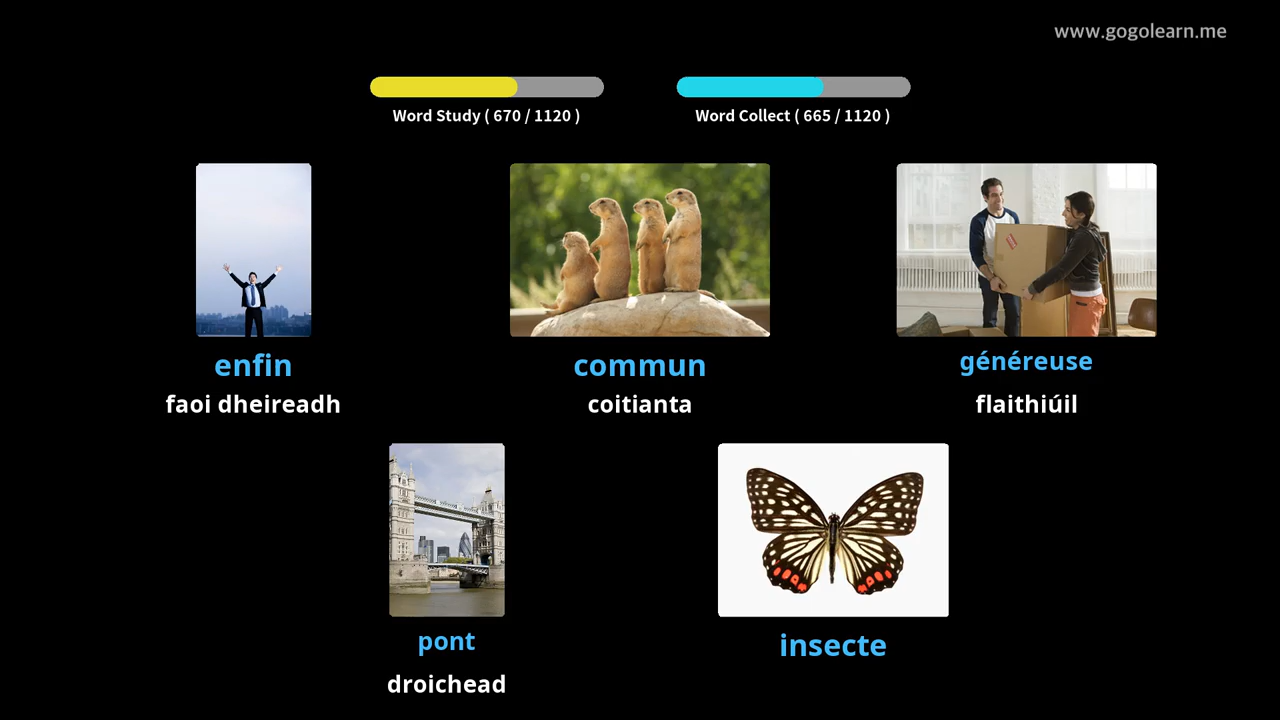 www.gogolearn.me
Word Study ( 670 / 1120 )
Word Collect ( 665 / 1120 )
enfin
faoi dheireadh
commun
coitianta
généreuse
flaithiúil
pont
droichead
insecte